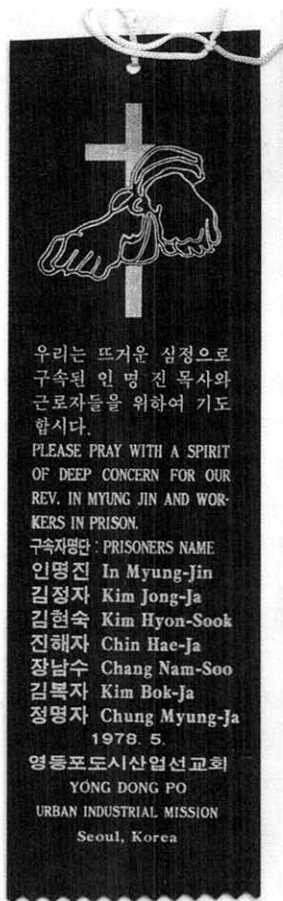 우리는 뜨거운 심정으로
구속된 인 명 진 목사와
근로자들을 위하여 기도
합시다.
PLEASE PRAY WITH A SPIRIT
OF DEEP CONCERN FOR OUR
REV. IN MYUNG JIN AND WOR-
KERS IN PRISON.
구속자명단 : PRISONERS NAME
인명진 In Myung-Jin
김정자 Kim Jong-Ja
김현숙 Kim Hyon-Sook
진해자 Chin Hae-Ja
장남수 Chang Nam-Soo
김복자 Kim Bok-Ja
정명자 Chung Myung-Ja
1978. 5.
영등포도시산업선교회
YONG DONG PO
URBAN INDUSTRIAL MISSION
Seoul, Korea